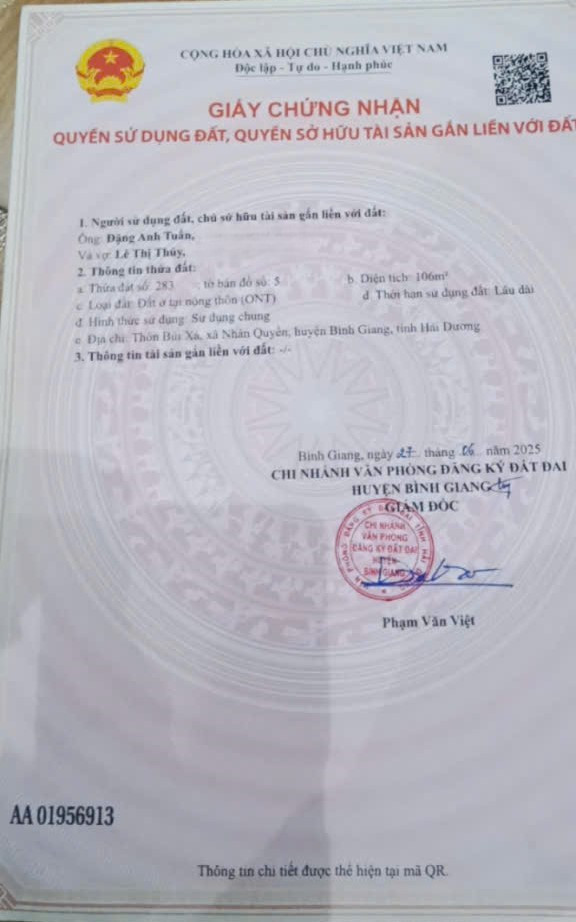 CỘNG HÒA XÃ HỘI CHỦ NGHĨA VIỆT NAM
Độc lập - Tự do - Hạnh phúc
GIẤY CHỨNG NHẬN
QUYỀN SỬ DỤNG ĐẤT, QUYỀN SỞ HỮU TÀI SẢN GẮN LIỀN VỚI ĐẤT
1. Người sử dụng đất, chủ sở hữu tài sản gắn liền với đất:
Ông: Đặng Anh Tuấn,
Và vợ: Lê Thị Thúy,
2. Thông tin thửa đất:
a. Thửa đất số: 283 ; tờ bản đồ số: 5 b. Diện tích: 106m²
c. Loại đất: Đất ở tại nông thôn (ONT) d. Thời hạn sử dụng đất: Lâu dài
đ. Hình thức sử dụng: Sử dụng chung
e. Địa chỉ: Thôn Bùi Xá, xã Nhân Quyền, huyện Bình Giang, tỉnh Hải Dương
3. Thông tin tài sản gắn liền với đất: -/-
Bình Giang, ngày 27 tháng 06 năm 2025
CHI NHÁNH VĂN PHÒNG ĐĂNG KÝ ĐẤT ĐAI
HUYỆN BÌNH GIANG
GIÁM ĐỐC
CHI NHÁNH
VĂN PHÒNG
ĐĂNG KÝ ĐẤT ĐAI
HUYỆN
BÌNH GIANG
Phạm Văn Việt
AA 01956913
Thông tin chi tiết được thể hiện tại mã QR.